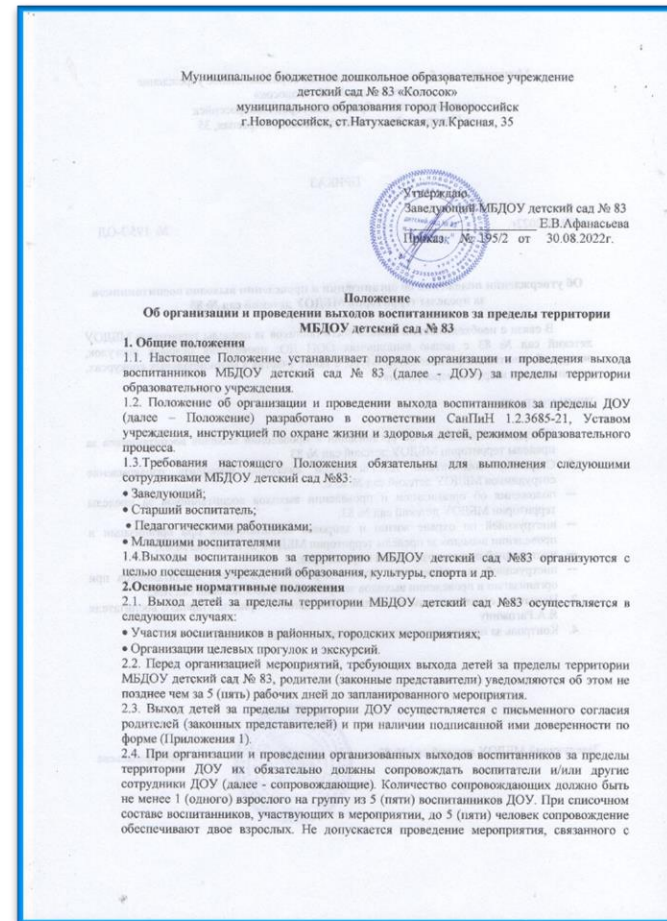 Муниципальное бюджетное дошкольное образовательное учреждение
детский сад № 83 «Колосок»
муниципального образования город Новороссийск
г.Новороссийск, ст.Натухаевская, ул.Красная, 35
Утверждаю.
Заведующий МБДОУ детский сад № 83
Е.В.Афанасьева
Приказ № 195/2 от 30.08.2022г.
Положение
Об организации и проведении выходов воспитанников за пределы территории
МБДОУ детский сад № 83
1. Общие положения
1.1. Настоящее Положение устанавливает порядок организации и проведения выхода
воспитанников МБДОУ детский сад № 83 (далее - ДОУ) за пределы территории
образовательного учреждения.
1.2. Положение об организации и проведении выхода воспитанников за пределы ДОУ
(далее – Положение) разработано в соответствии СанПиН 1.2.3685-21, Уставом
учреждения, инструкцией по охране жизни и здоровья детей, режимом образовательного
процесса.
1.3.Требования настоящего Положения обязательны для выполнения следующими
сотрудниками МБДОУ детский сад №83:
• Заведующий;
• Старший воспитатель;
• Педагогическими работниками;
• Младшими воспитателями
1.4.Выходы воспитанников за территорию МБДОУ детский сад №83 организуются с
целью посещения учреждений образования, культуры, спорта и др.
2.Основные нормативные положения
2.1. Выход детей за пределы территории МБДОУ детский сад №83 осуществляется в
следующих случаях:
• Участия воспитанников в районных, городских мероприятиях;
• Организации целевых прогулок и экскурсий.
2.2. Перед организацией мероприятий, требующих выхода детей за пределы территории
МБДОУ детский сад № 83, родители (законные представители) уведомляются об этом не
позднее чем за 5 (пять) рабочих дней до запланированного мероприятия.
2.3. Выход детей за пределы территории ДОУ осуществляется с письменного согласия
родителей (законных представителей) и при наличии подписанной ими доверенности по
форме (Приложения 1).
2.4. При организации и проведении организованных выходов воспитанников за пределы
территории ДОУ их обязательно должны сопровождать воспитатели и/или другие
сотрудники ДОУ (далее - сопровождающие). Количество сопровождающих должно быть
не менее 1 (одного) взрослого на группу из 5 (пяти) воспитанников ДОУ. При списочном
составе воспитанников, участвующих в мероприятии, до 5 (пяти) человек сопровождение
обеспечивают двое взрослых. Не допускается проведение мероприятия, связанного с